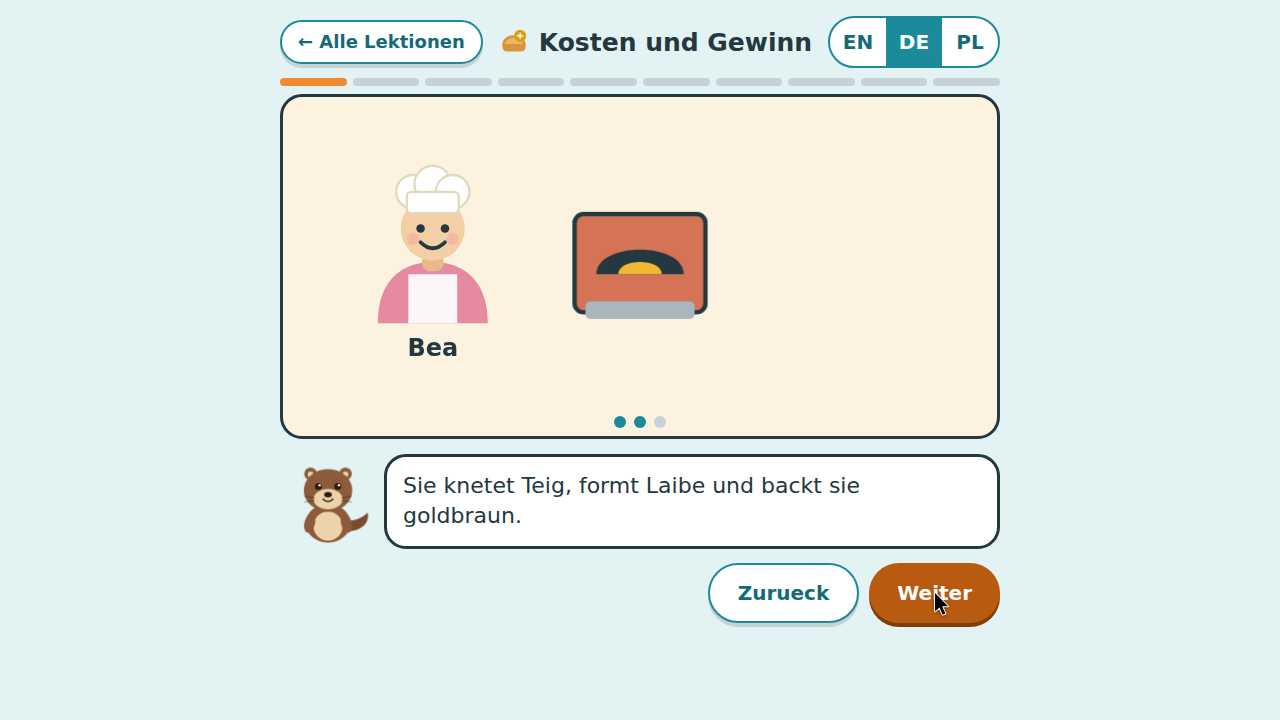 ← Alle Lektionen
Kosten und Gewinn
EN DE PL
Bea
Sie knetet Teig, formt Laibe und backt sie
goldbraun.
Zurueck
Weiter